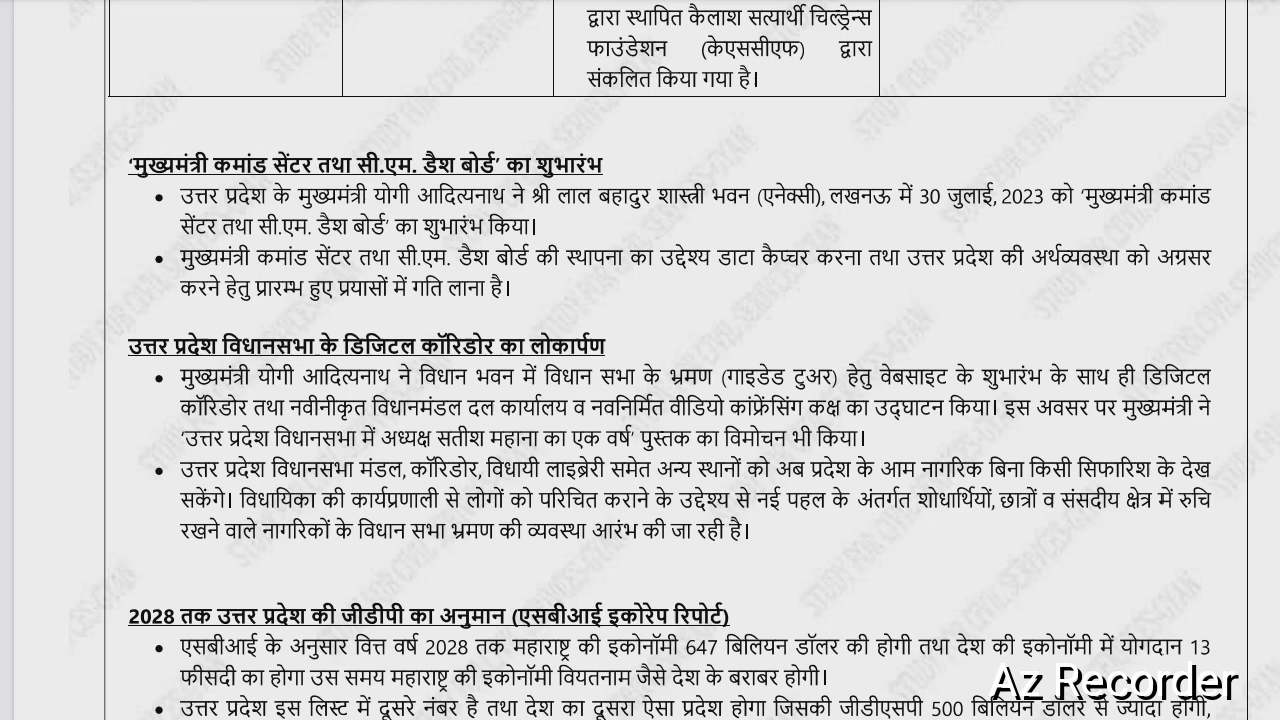 द्वारा स्थापित कैलाश सत्यार्थी चिल्ड्रेन्स
फाउंडेशन (केएससीएफ) द्वारा
संकलित किया गया है।
‘मुख्यमंत्री कमांड सेंटर तथा सी.एम. डैश बोर्ड’ का शुभारंभ
• उत्तर प्रदेश के मुख्यमंत्री योगी आदित्यनाथ ने श्री लाल बहादुर शास्त्री भवन (एनेक्सी), लखनऊ में 30 जुलाई, 2023 को ‘मुख्यमंत्री कमांड
सेंटर तथा सी.एम. डैश बोर्ड’ का शुभारंभ किया।
• मुख्यमंत्री कमांड सेंटर तथा सी.एम. डैश बोर्ड की स्थापना का उद्देश्य डाटा कैप्चर करना तथा उत्तर प्रदेश की अर्थव्यवस्था को अग्रसर
करने हेतु प्रारम्भ हुए प्रयासों में गति लाना है।
उत्तर प्रदेश विधानसभा के डिजिटल कॉरिडोर का लोकार्पण
• मुख्यमंत्री योगी आदित्यनाथ ने विधान भवन में विधान सभा के भ्रमण (गाइडेड टुअर) हेतु वेबसाइट के शुभारंभ के साथ ही डिजिटल
कॉरिडोर तथा नवीनीकृत विधानमंडल दल कार्यालय व नवनिर्मित वीडियो कांफ्रेंसिंग कक्ष का उद्घाटन किया। इस अवसर पर मुख्यमंत्री ने
‘उत्तर प्रदेश विधानसभा में अध्यक्ष सतीश महाना का एक वर्ष’ पुस्तक का विमोचन भी किया।
• उत्तर प्रदेश विधानसभा मंडल, कॉरिडोर, विधायी लाइब्रेरी समेत अन्य स्थानों को अब प्रदेश के आम नागरिक बिना किसी सिफारिश के देख
सकेंगे। विधायिका की कार्यप्रणाली से लोगों को परिचित कराने के उद्देश्य से नई पहल के अंतर्गत शोधार्थियों, छात्रों व संसदीय क्षेत्र में रुचि
रखने वाले नागरिकों के विधान सभा भ्रमण की व्यवस्था आरंभ की जा रही है।
2028 तक उत्तर प्रदेश की जीडीपी का अनुमान (एसबीआई इकोरेप रिपोर्ट)
• एसबीआई के अनुसार वित्त वर्ष 2028 तक महाराष्ट्र की इकोनॉमी 647 बिलियन डॉलर की होगी तथा देश की इकोनॉमी में योगदान 13
फीसदी का होगा उस समय महाराष्ट्र की इकोनॉमी वियतनाम जैसे देश के बराबर होगी।
• उत्तर प्रदेश इस लिस्ट में दूसरे नंबर है तथा देश का दूसरा ऐसा प्रदेश होगा जिसकी जीडीएसपी 500 बिलियन डॉलर से ज्यादा होगी,
Az Recorder